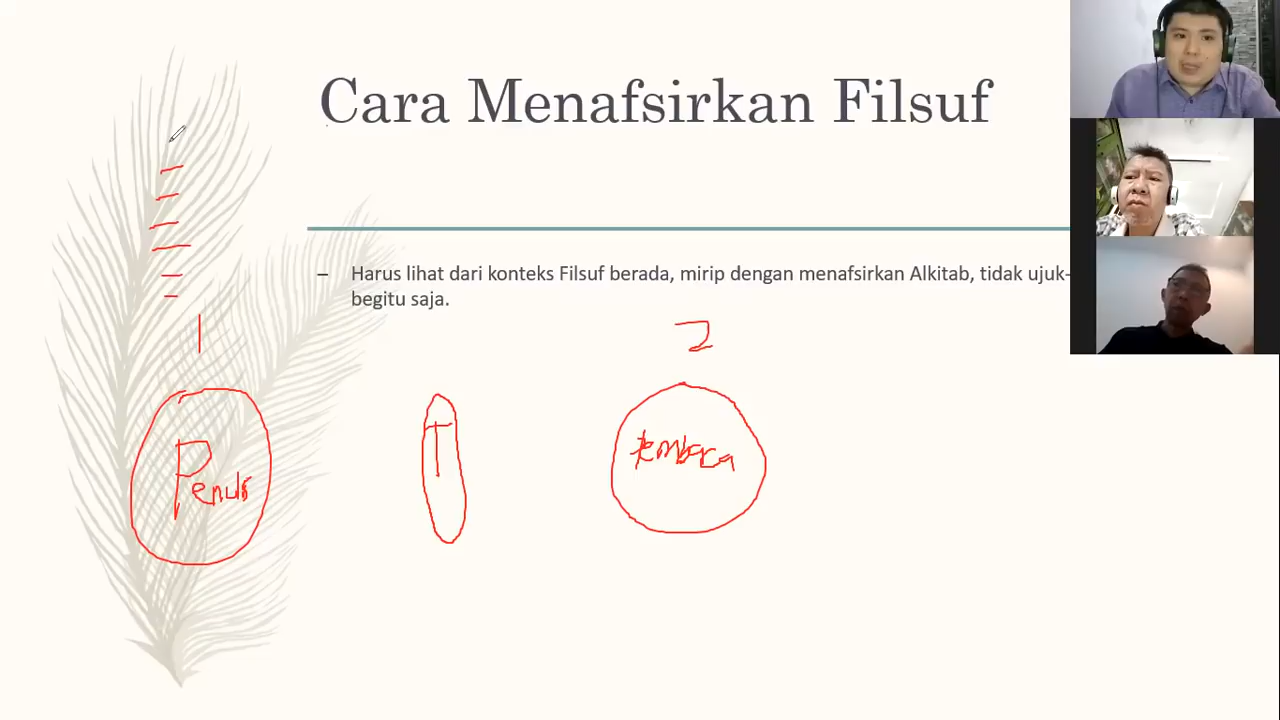 Cara Menafsirkan Filsuf
– Harus lihat dari konteks Filsuf berada, mirip dengan menafsirkan Alkitab, tidak ujuk-
begitu saja.
1
2
Penulis
T
pembaca